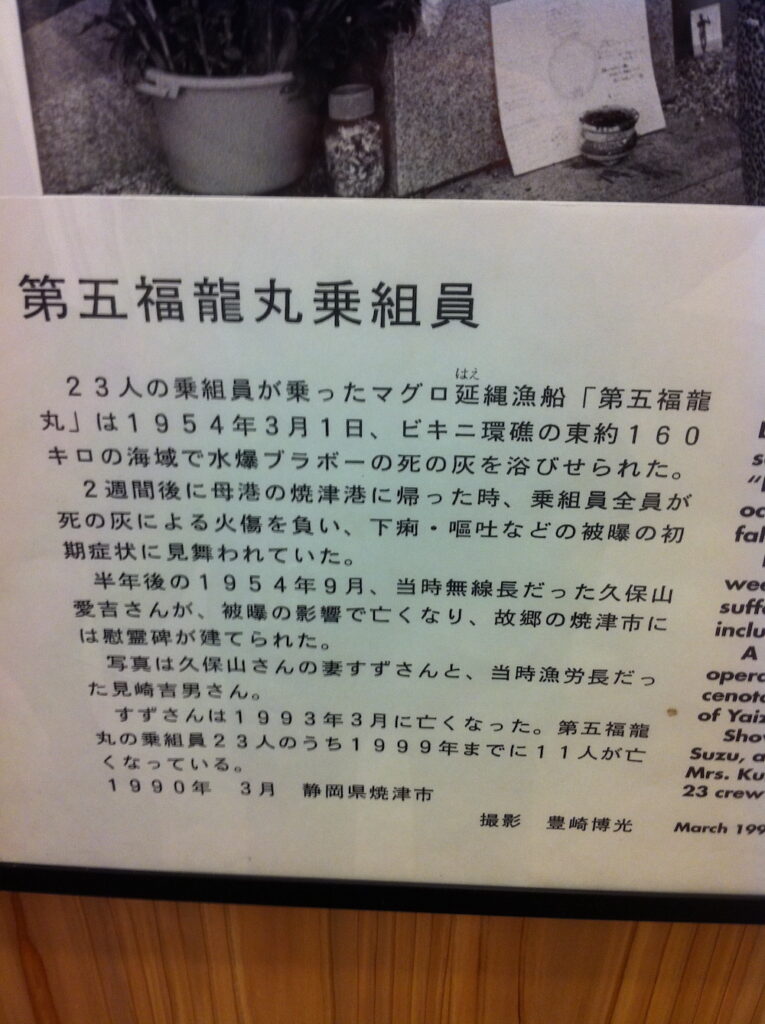 第五福龍丸乗組員
はえ
23人の乗組員が乗ったマグロ延縄漁船「第五福龍
丸」は1954年3月1日、ビキニ環礁の東約160
キロの海域で水爆ブラボーの死の灰を浴びせられた。
2週間後に母港の焼津港に帰った時、乗組員全員が
死の灰による火傷を負い、下痢・嘔吐などの被曝の初
期症状に見舞われていた。
半年後の1954年9月、当時無線長だった久保山
愛吉さんが、被曝の影響で亡くなり、故郷の焼津市に
は慰霊碑が建てられた。
写真は久保山さんの妻すずさんと、当時漁労長だっ
た見崎吉男さん。
すずさんは1993年3月に亡くなった。第五福龍
丸の乗組員23人のうち1999年までに11人が亡
くなっている。
1990年 3月 静岡県焼津市
撮影 豊崎博光
fal
wee
suffe
inclu
A
opera
cenota
of Yaiz
Sho
Suzu, a
Mrs. Ku
23 crew
March 199